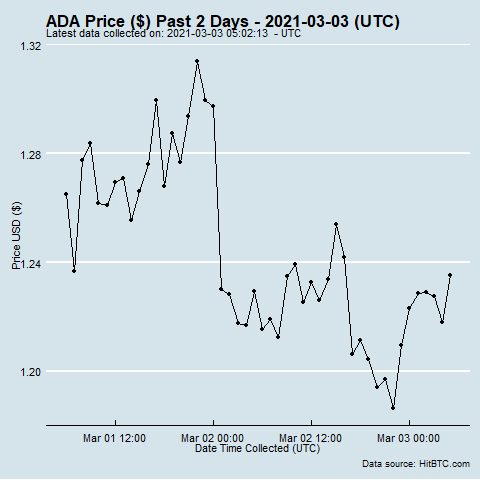 ADA Price ($) Past 2 Days - 2021-03-03 (UTC)
Latest data collected on: 2021-03-03 05:02:13  - UTC
1.32
1.28
1.24
1.20
Price USD ($)
Mar 01 12:00
Mar 02 00:00
Mar 02 12:00
Mar 03 00:00
Date Time Collected (UTC)
Data source: HitBTC.com